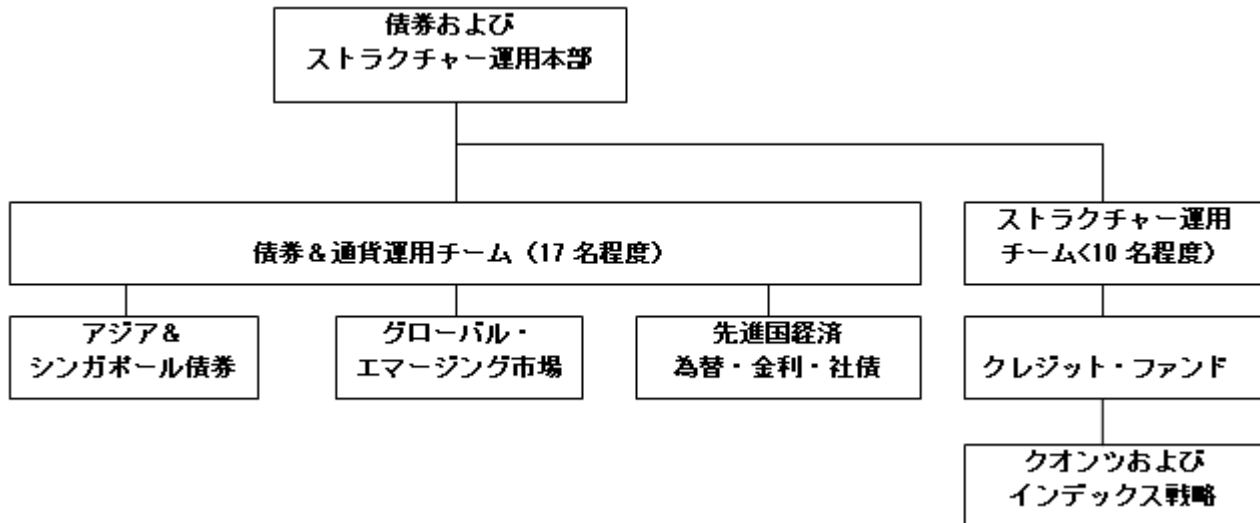 債券および
ストラクチャー運用本部
債券＆通貨運用チーム（17 名程度）
ストラクチャー運用
チーム<10 名程度）
アジア＆
シンガポール債券
グローバル・
エマージング市場
先進国経済
為替・金利・社債
クレジット・ファンド
クオンツおよび
インデックス戦略